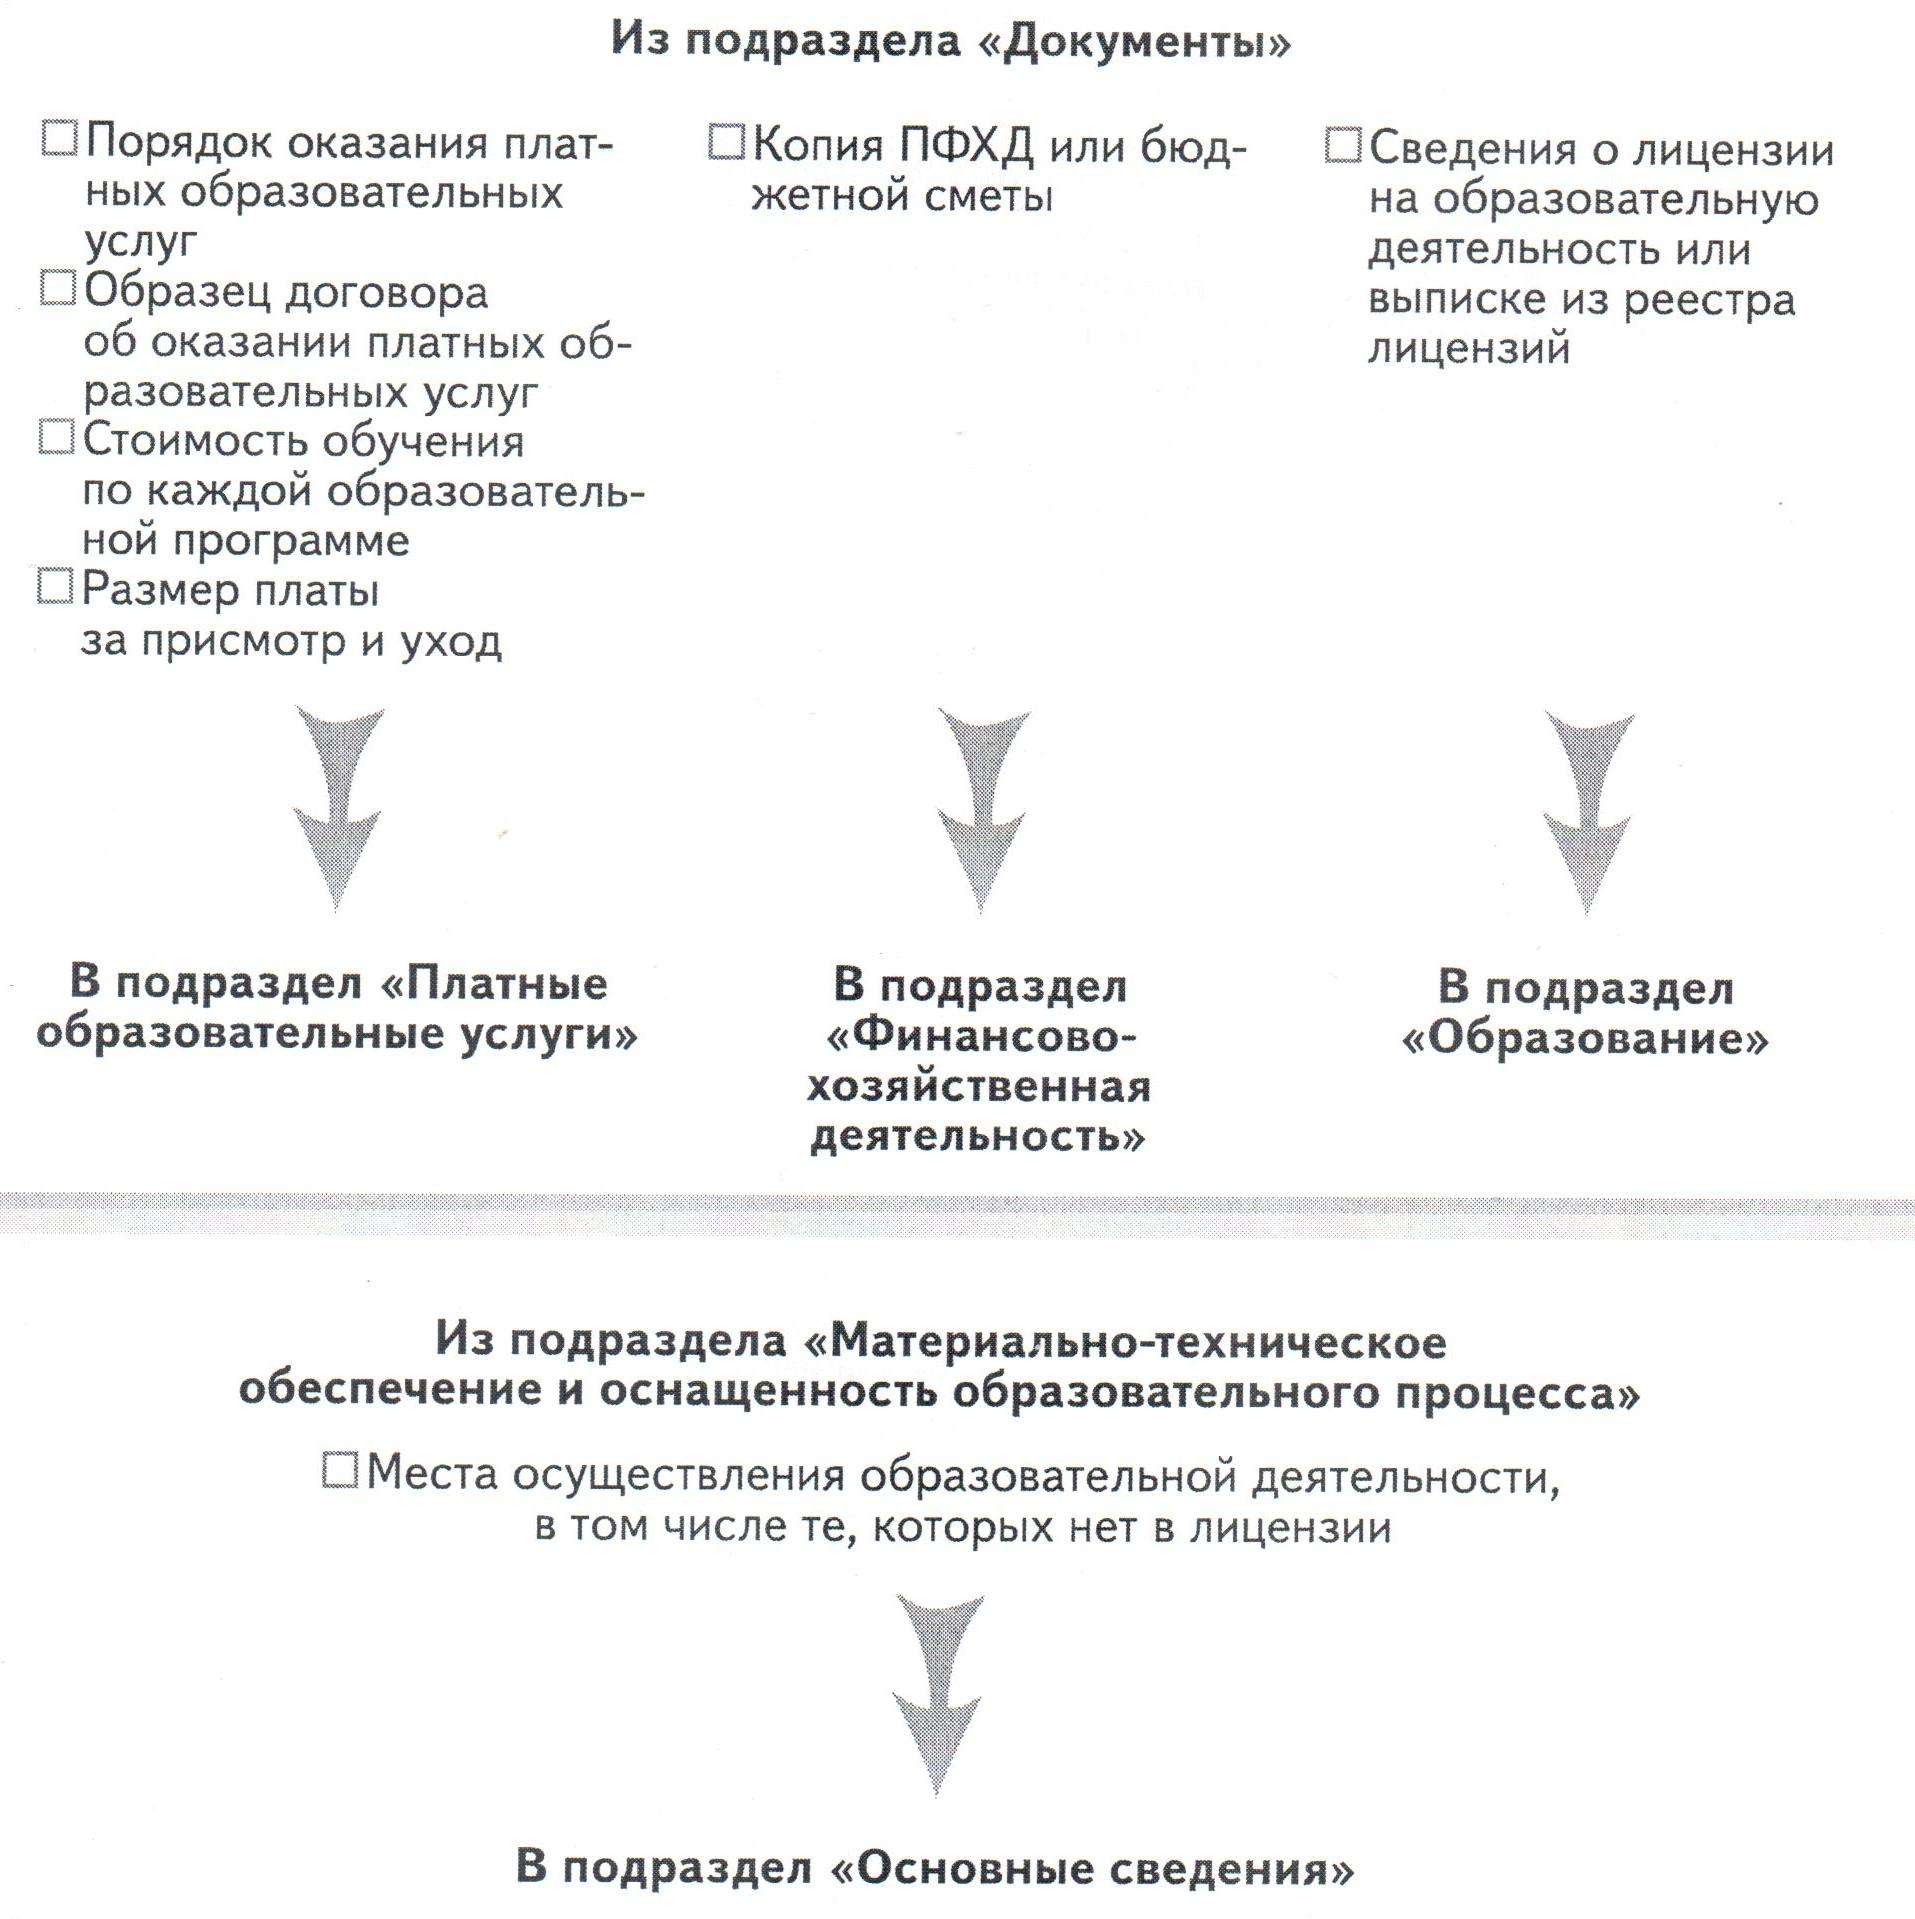 Из подраздела «Документы»
☐ Порядок оказания плат-
ных образовательных
услуг
☐ Образец договора
об оказании платных об-
разовательных услуг
☐ Стоимость обучения
по каждой образователь-
ной программе
☐ Размер платы
за присмотр и уход
☐ Копия ПФХД или бюд-
жетной сметы
☐ Сведения о лицензии
на образовательную
деятельность или
выписке из реестра
лицензий
В подраздел «Платные
образовательные услуги»
В подраздел
«Финансово-
хозяйственная
деятельность»
В подраздел
«Образование»
Из подраздела «Материально-техническое
обеспечение и оснащенность образовательного процесса»
☐ Места осуществления образовательной деятельности,
в том числе те, которых нет в лицензии
В подраздел «Основные сведения»